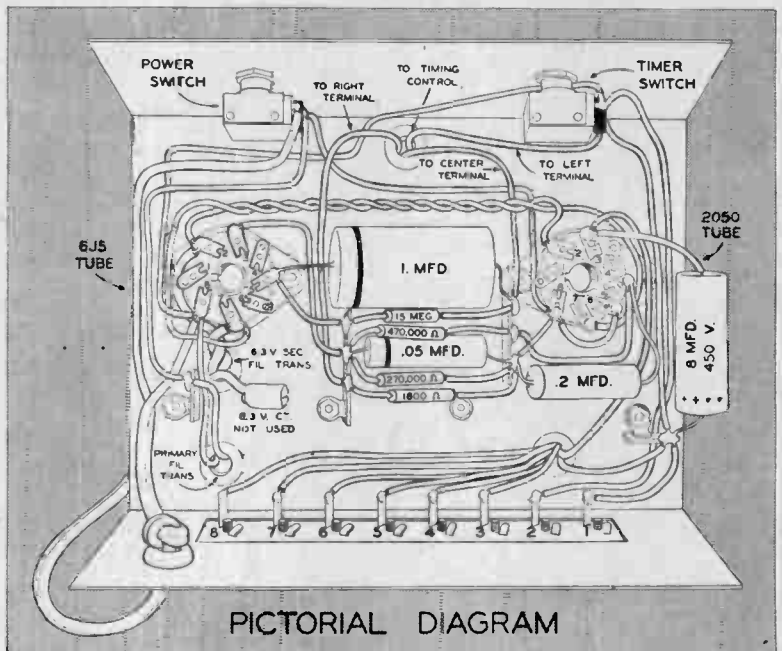 POWER
SWITCH
TO RIGHT
TERMINAL
TO TIMING
CONTROL
TIMER
SWITCH
TO CENTER
TERMINAL
TO LEFT
TERMINAL
6J5
TUBE
2050
TUBE
1. MFD.
15 MEG
470,000 Ω
.05 MFD.
270,000 Ω
1800 Ω
.2 MFD.
8 MFD.
450 V.
6.3 V. SEC
FIL TRANS
6.3 V. CT.
NOT USED
PRIMARY
FIL
TRANS
8 7 6 5 4 3 2 1
PICTORIAL DIAGRAM